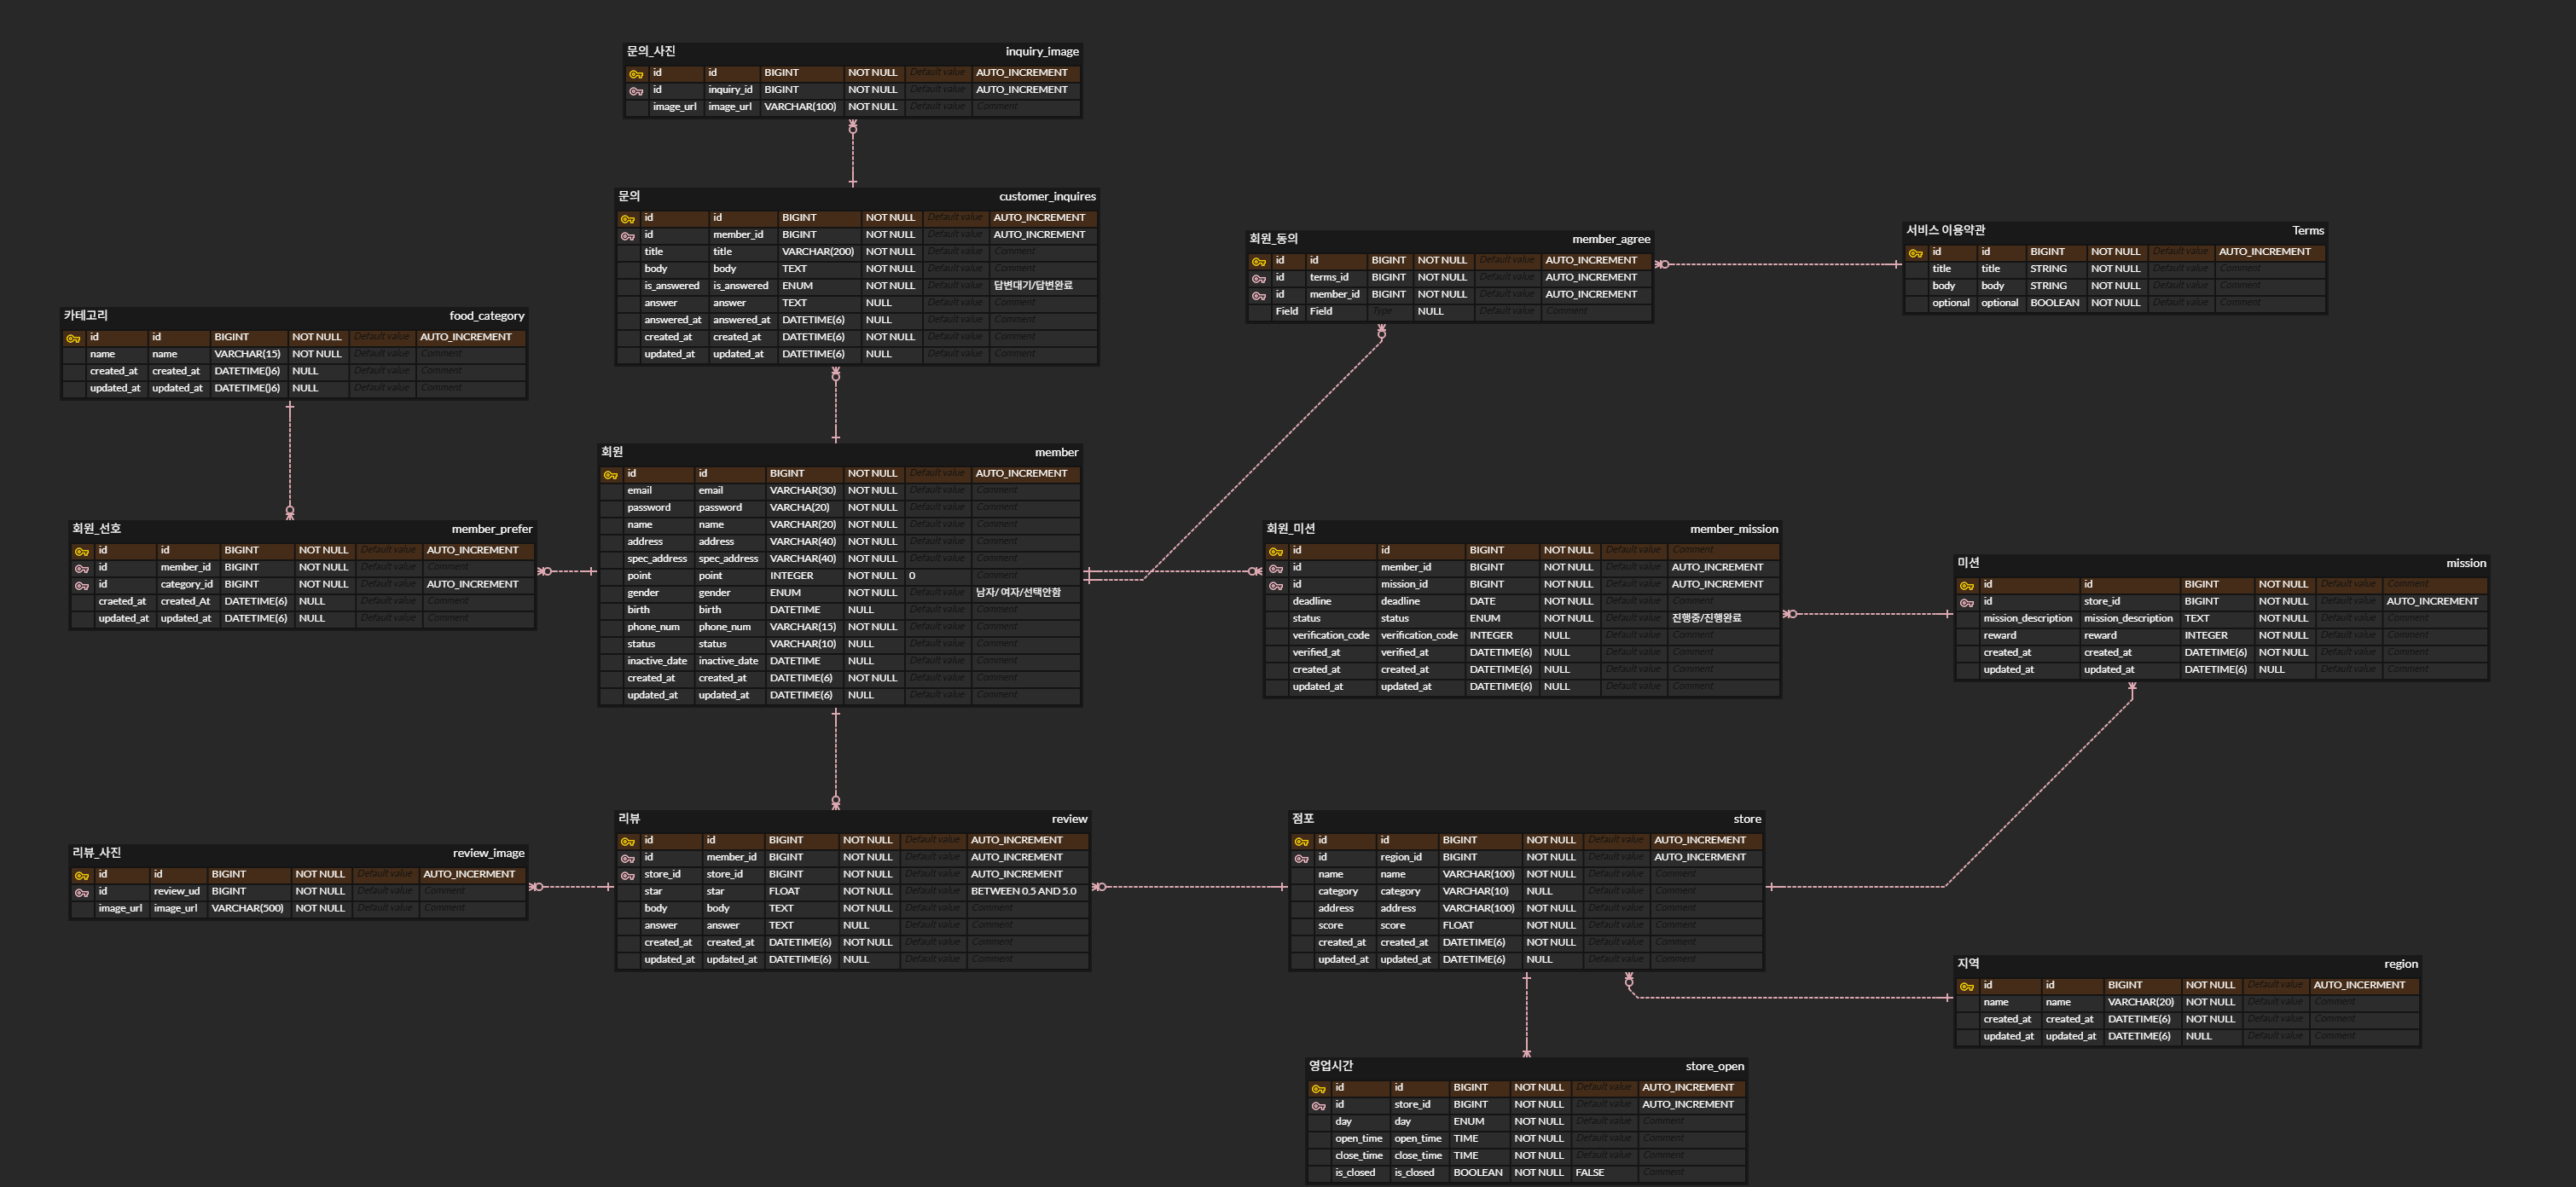 문의_사진 inquiry_image
id id BIGINT NOT NULL Default value AUTO_INCREMENT
id inquiry_id BIGINT NOT NULL Default value AUTO_INCREMENT
image_url image_url VARCHAR(100) NOT NULL Default value Comment
문의 customer_inquires
id id BIGINT NOT NULL Default value AUTO_INCREMENT
id member_id BIGINT NOT NULL Default value AUTO_INCREMENT
title title VARCHAR(200) NOT NULL Default value Comment
body body TEXT NOT NULL Default value Comment
is_answered is_answered ENUM NOT NULL Default value 답변대기/답변완료
answer answer TEXT NULL Default value Comment
answered_at answered_at DATETIME(6) NULL Default value Comment
created_at created_at DATETIME(6) NOT NULL Default value Comment
updated_at updated_at DATETIME(6) NULL Default value Comment
회원_동의 member_agree
id id BIGINT NOT NULL Default value AUTO_INCREMENT
id terms_id BIGINT NOT NULL Default value AUTO_INCREMENT
id member_id BIGINT NOT NULL Default value AUTO_INCREMENT
Field Field Type NULL Default value Comment
서비스 이용약관 Terms
id id BIGINT NOT NULL Default value AUTO_INCREMENT
title title STRING NOT NULL Default value Comment
body body STRING NOT NULL Default value Comment
optional optional BOOLEAN NOT NULL Default value Comment
카테고리 food_category
id id BIGINT NOT NULL Default value AUTO_INCREMENT
name name VARCHAR(15) NOT NULL Default value Comment
created_at created_at DATETIME()6) NULL Default value Comment
updated_at updated_at DATETIME()6) NULL Default value Comment
회원 member
id id BIGINT NOT NULL Default value AUTO_INCREMENT
email email VARCHAR(30) NOT NULL Default value Comment
password password VARCHA(20) NOT NULL Default value Comment
name name VARCHAR(20) NOT NULL Default value Comment
address address VARCHAR(40) NOT NULL Default value Comment
spec_address spec_address VARCHAR(40) NOT NULL Default value Comment
point point INTEGER NOT NULL 0 Comment
gender gender ENUM NOT NULL Default value 남자/ 여자/선택안함
birth birth DATETIME NULL Default value Comment
phone_num phone_num VARCHAR(15) NOT NULL Default value Comment
status status VARCHAR(10) NULL Default value Comment
inactive_date inactive_date DATETIME NULL Default value Comment
created_at created_at DATETIME(6) NOT NULL Default value Comment
updated_at updated_at DATETIME(6) NULL Default value Comment
회원_선호 member_prefer
id id BIGINT NOT NULL Default value AUTO_INCREMENT
id member_id BIGINT NOT NULL Default value Comment
id category_id BIGINT NOT NULL Default value AUTO_INCREMENT
craeted_at created_At DATETIME(6) NULL Default value Comment
updated_at updated_at DATETIME(6) NULL Default value Comment
회원_미션 member_mission
id id BIGINT NOT NULL Default value Comment
id member_id BIGINT NOT NULL Default value AUTO_INCREMENT
id mission_id BIGINT NOT NULL Default value AUTO_INCREMENT
deadline deadline DATE NOT NULL Default value Comment
status status ENUM NOT NULL Default value 진행중/진행완료
verification_code verification_code INTEGER NULL Default value Comment
verified_at verified_at DATETIME(6) NULL Default value Comment
created_at created_at DATETIME(6) NULL Default value Comment
updated_at updated_at DATETIME(6) NULL Default value Comment
미션 mission
id id BIGINT NOT NULL Default value Comment
id store_id BIGINT NOT NULL Default value AUTO_INCREMENT
mission_description mission_description TEXT NOT NULL Default value Comment
reward reward INTEGER NOT NULL Default value Comment
created_at created_at DATETIME(6) NOT NULL Default value Comment
updated_at updated_at DATETIME(6) NULL Default value Comment
리뷰_사진 review_image
id id BIGINT NOT NULL Default value AUTO_INCERMENT
id review_ud BIGINT NOT NULL Default value Comment
image_url image_url VARCHAR(500) NOT NULL Default value Comment
리뷰 review
id id BIGINT NOT NULL Default value AUTO_INCREMENT
id member_id BIGINT NOT NULL Default value AUTO_INCREMENT
store_id store_id BIGINT NOT NULL Default value AUTO_INCREMENT
star star FLOAT NOT NULL Default value BETWEEN 0.5 AND 5.0
body body TEXT NOT NULL Default value Comment
answer answer TEXT NULL Default value Comment
created_at created_at DATETIME(6) NOT NULL Default value Comment
updated_at updated_at DATETIME(6) NULL Default value Comment
점포 store
id id BIGINT NOT NULL Default value AUTO_INCREMENT
id region_id BIGINT NOT NULL Default value AUTO_INCERMENT
name name VARCHAR(100) NOT NULL Default value Comment
category category VARCHAR(10) NULL Default value Comment
address address VARCHAR(100) NOT NULL Default value Comment
score score FLOAT NOT NULL Default value Comment
created_at created_at DATETIME(6) NOT NULL Default value Comment
updated_at updated_at DATETIME(6) NULL Default value Comment
지역 region
id id BIGINT NOT NULL Default value AUTO_INCERMENT
name name VARCHAR(20) NOT NULL Default value Comment
created_at created_at DATETIME(6) NOT NULL Default value Comment
updated_at updated_at DATETIME(6) NULL Default value Comment
영업시간 store_open
id id BIGINT NOT NULL Default value AUTO_INCREMENT
id store_id BIGINT NOT NULL Default value AUTO_INCREMENT
day day ENUM NOT NULL Default value Comment
open_time open_time TIME NOT NULL Default value Comment
close_time close_time TIME NOT NULL Default value Comment
is_closed is_closed BOOLEAN NOT NULL FALSE Comment